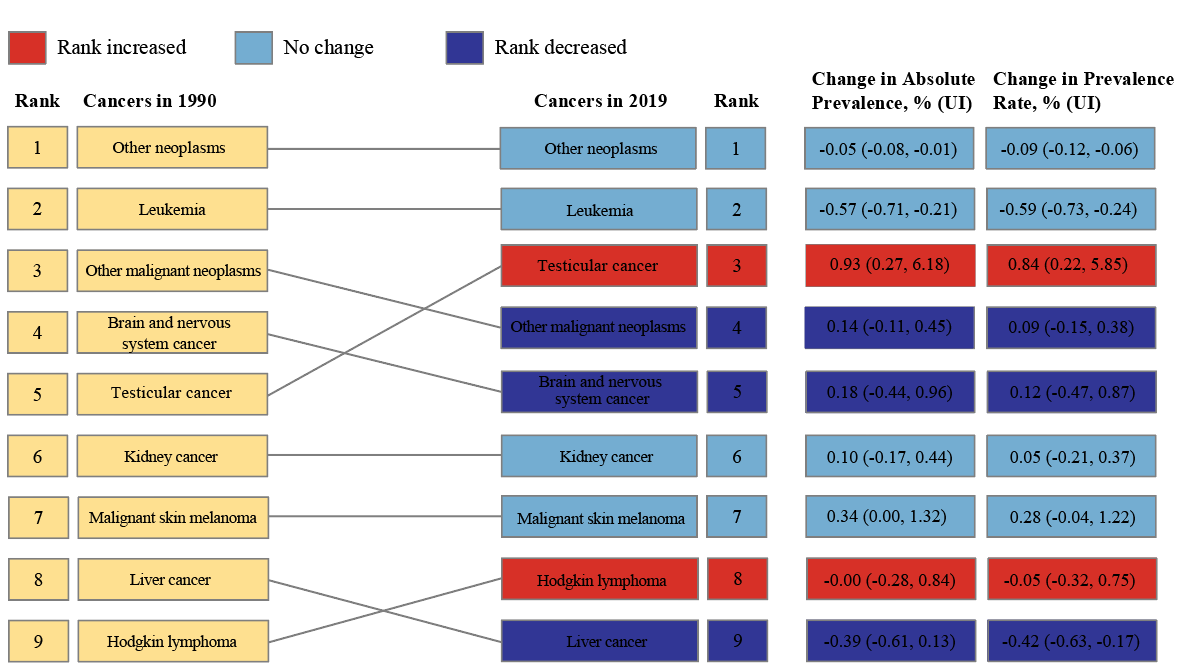 Rank increased No change Rank decreased
Change in Absolute Change in Prevalence
Rank Cancers in 1990 Cancers in 2019 Rank Prevalence, % (UI) Rate, % (UI)
1 Other neoplasms Other neoplasms 1 -0.05 (-0.08, -0.01) -0.09 (-0.12, -0.06)
2 Leukemia Leukemia 2 -0.57 (-0.71, -0.21) -0.59 (-0.73, -0.24)
3 Other malignant neoplasms Testicular cancer 3 0.93 (0.27, 6.18) 0.84 (0.22, 5.85)
4 Brain and nervous
system cancer Other malignant neoplasms 4 0.14 (-0.11, 0.45) 0.09 (-0.15, 0.38)
5 Testicular cancer Brain and nervous
system cancer 5 0.18 (-0.44, 0.96) 0.12 (-0.47, 0.87)
6 Kidney cancer Kidney cancer 6 0.10 (-0.17, 0.44) 0.05 (-0.21, 0.37)
7 Malignant skin melanoma Malignant skin melanoma 7 0.34 (0.00, 1.32) 0.28 (-0.04, 1.22)
8 Liver cancer Hodgkin lymphoma 8 -0.00 (-0.28, 0.84) -0.05 (-0.32, 0.75)
9 Hodgkin lymphoma Liver cancer 9 -0.39 (-0.61, 0.13) -0.42 (-0.63, -0.17)